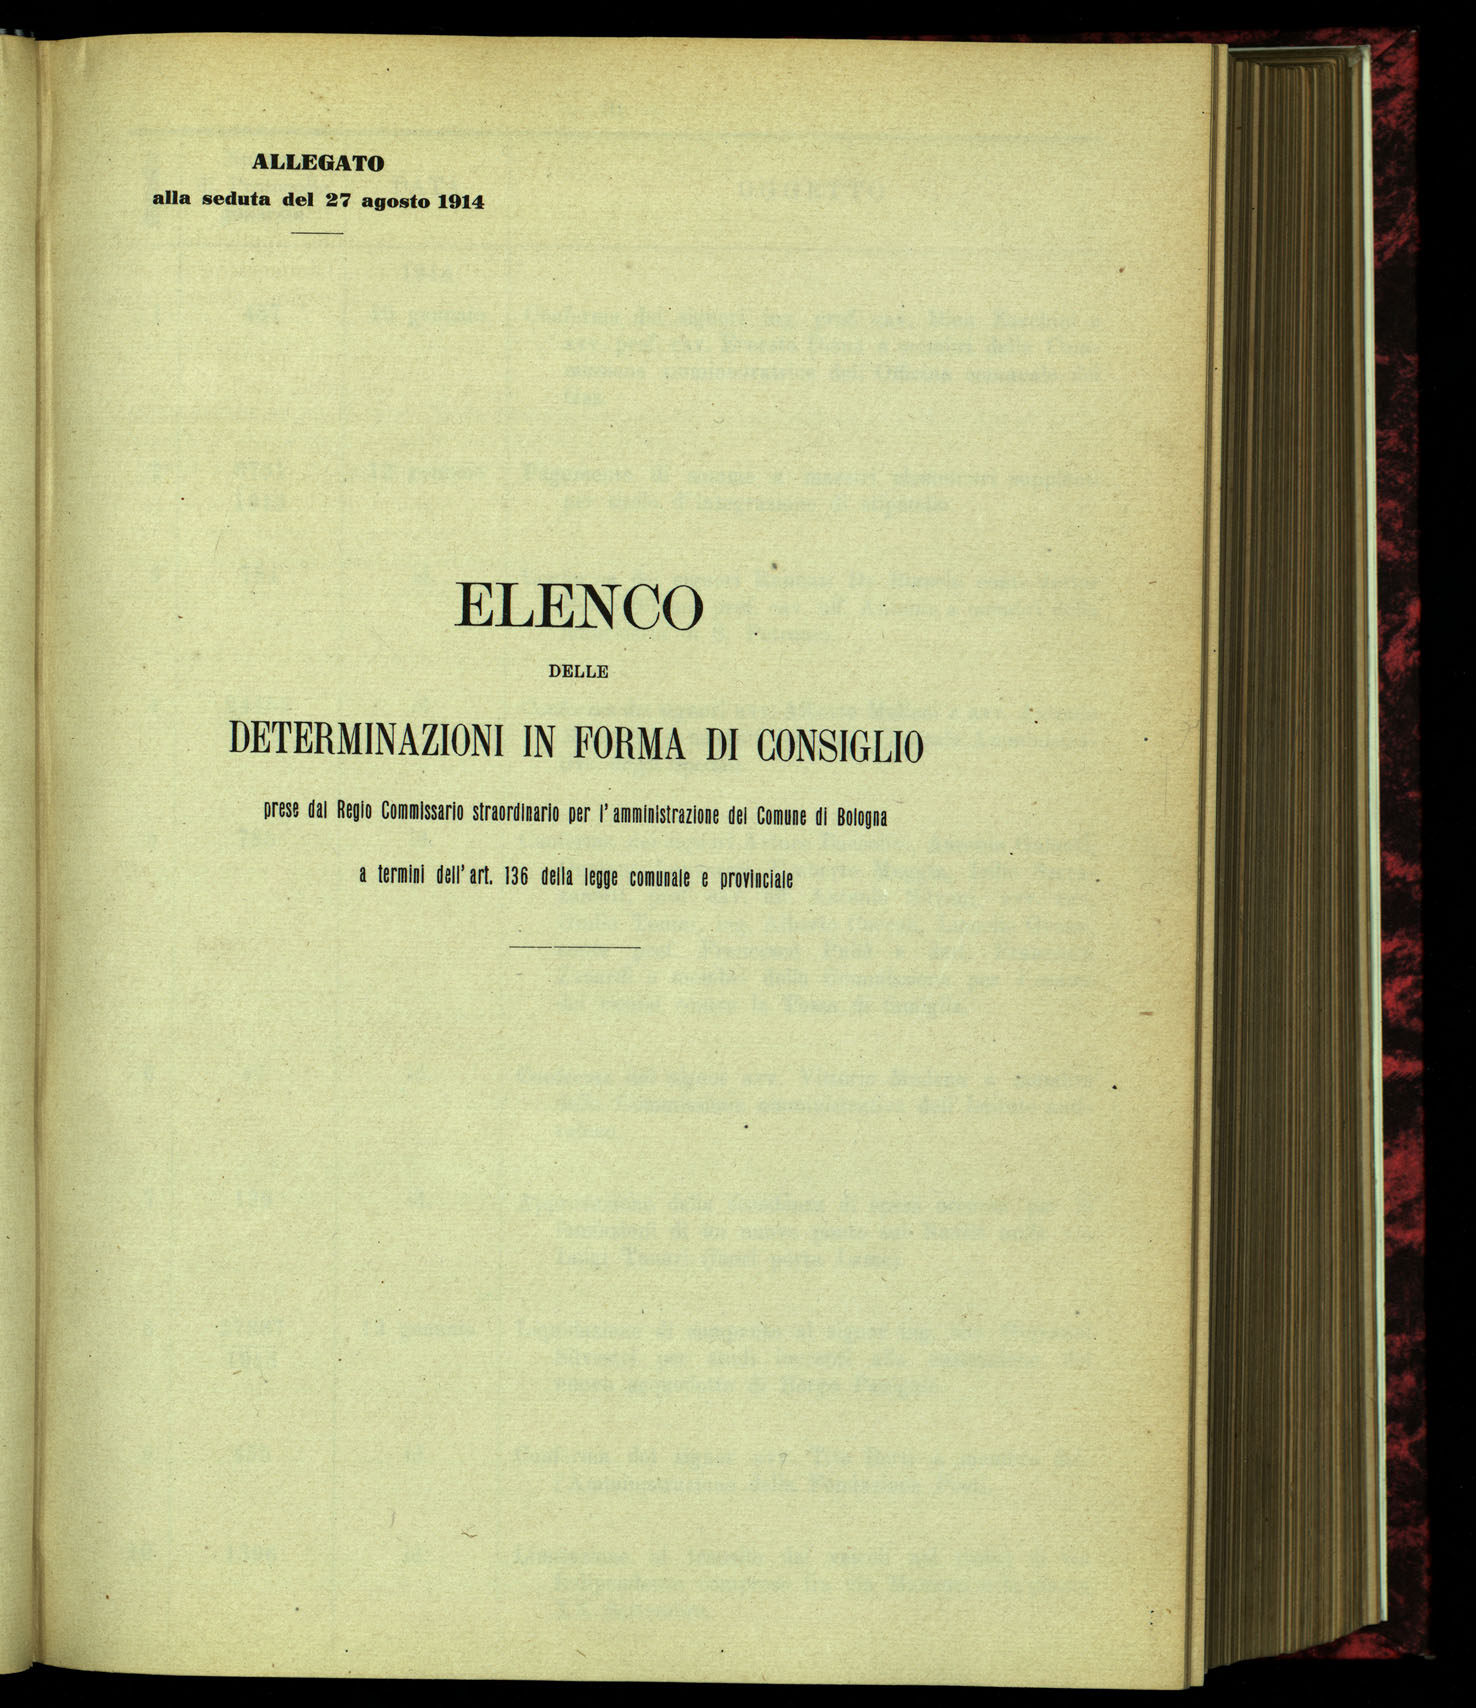 ALLEGATO
alla seduta del 27 agosto 1914
ELENCO
DELLE
DETERMINAZIONI IN FORMA DI CONSIGLIO
prese dal Regio Commissario straordinario per l'amministrazione del Comune di Bologna
a termini dell'art. 136 della legge comunale e provinciale